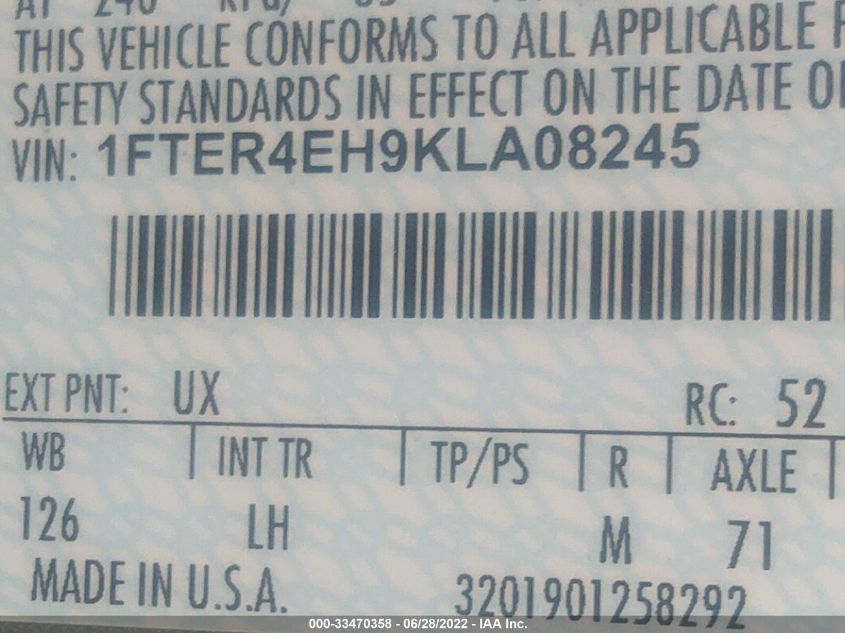 THIS VEHICLE CONFORMS TO ALL APPLICABLE
SAFETY STANDARDS IN EFFECT ON THE DATE
VIN: 1FTER4EH9KLA08245
EXT PNT: UX RC: 52
WB INT TR TP/PS R AXLE
126 LH M 71
MADE IN U.S.A. 3201901258292
000-33470358 - 06/28/2022 - IAA Inc.